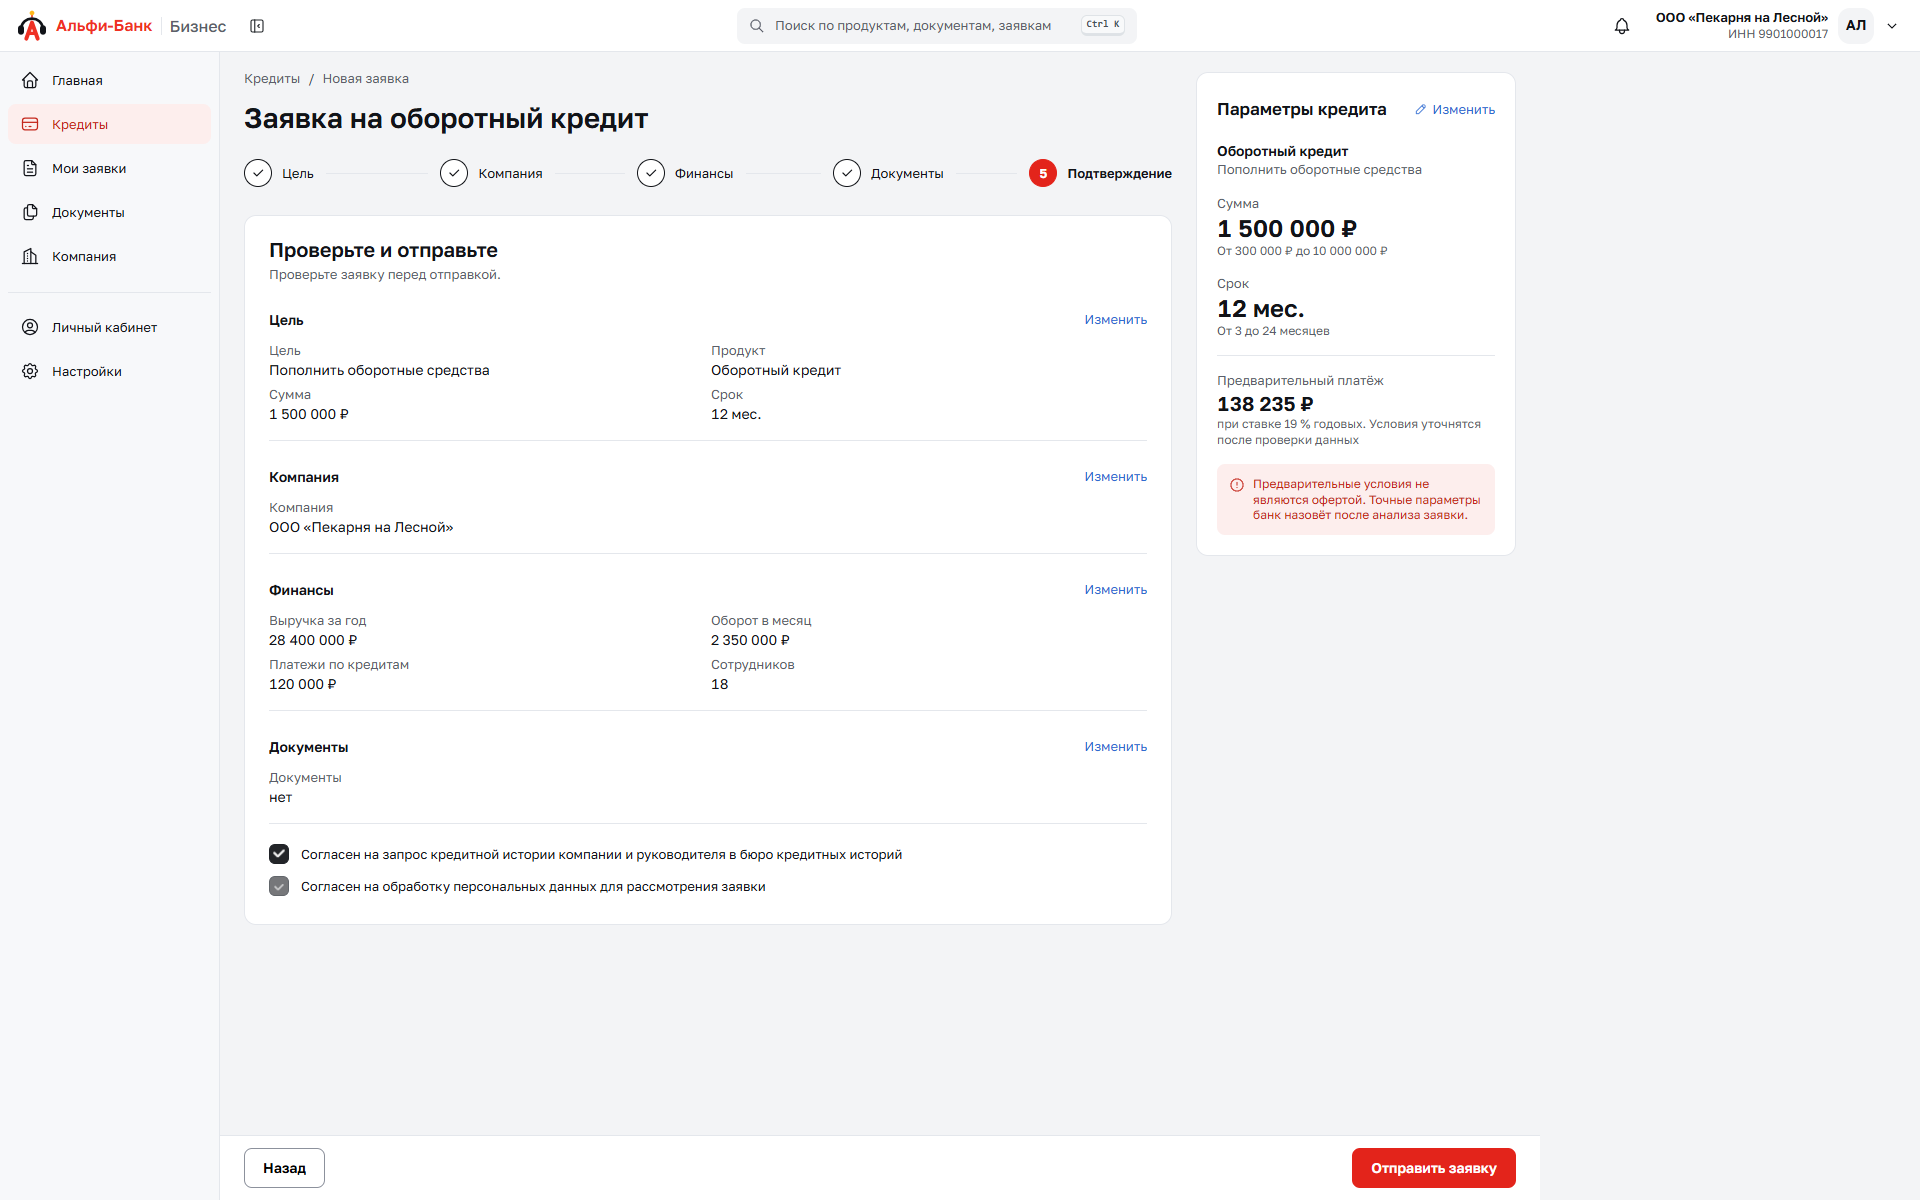 Альфи-Банк
Бизнес
Поиск по продуктам, документам, заявкам
Ctrl K
ООО «Пекарня на Лесной»
ИНН 9901000017
АЛ
Главная
Кредиты
Мои заявки
Документы
Компания
Личный кабинет
Настройки
Кредиты / Новая заявка
Заявка на оборотный кредит
Цель
Компания
Финансы
Документы
5 Подтверждение
Проверьте и отправьте
Проверьте заявку перед отправкой.
Цель
Изменить
Цель
Пополнить оборотные средства
Продукт
Оборотный кредит
Сумма
1 500 000 ₽
Срок
12 мес.
Компания
Изменить
Компания
ООО «Пекарня на Лесной»
Финансы
Изменить
Выручка за год
28 400 000 ₽
Оборот в месяц
2 350 000 ₽
Платежи по кредитам
120 000 ₽
Сотрудников
18
Документы
Изменить
Документы
нет
Согласен на запрос кредитной истории компании и руководителя в бюро кредитных историй
Согласен на обработку персональных данных для рассмотрения заявки
Параметры кредита
Изменить
Оборотный кредит
Пополнить оборотные средства
Сумма
1 500 000 ₽
От 300 000 ₽ до 10 000 000 ₽
Срок
12 мес.
От 3 до 24 месяцев
Предварительный платёж
138 235 ₽
при ставке 19 % годовых. Условия уточнятся
после проверки данных
Предварительные условия не
являются офертой. Точные параметры
банк назовёт после анализа заявки.
Назад
Отправить заявку